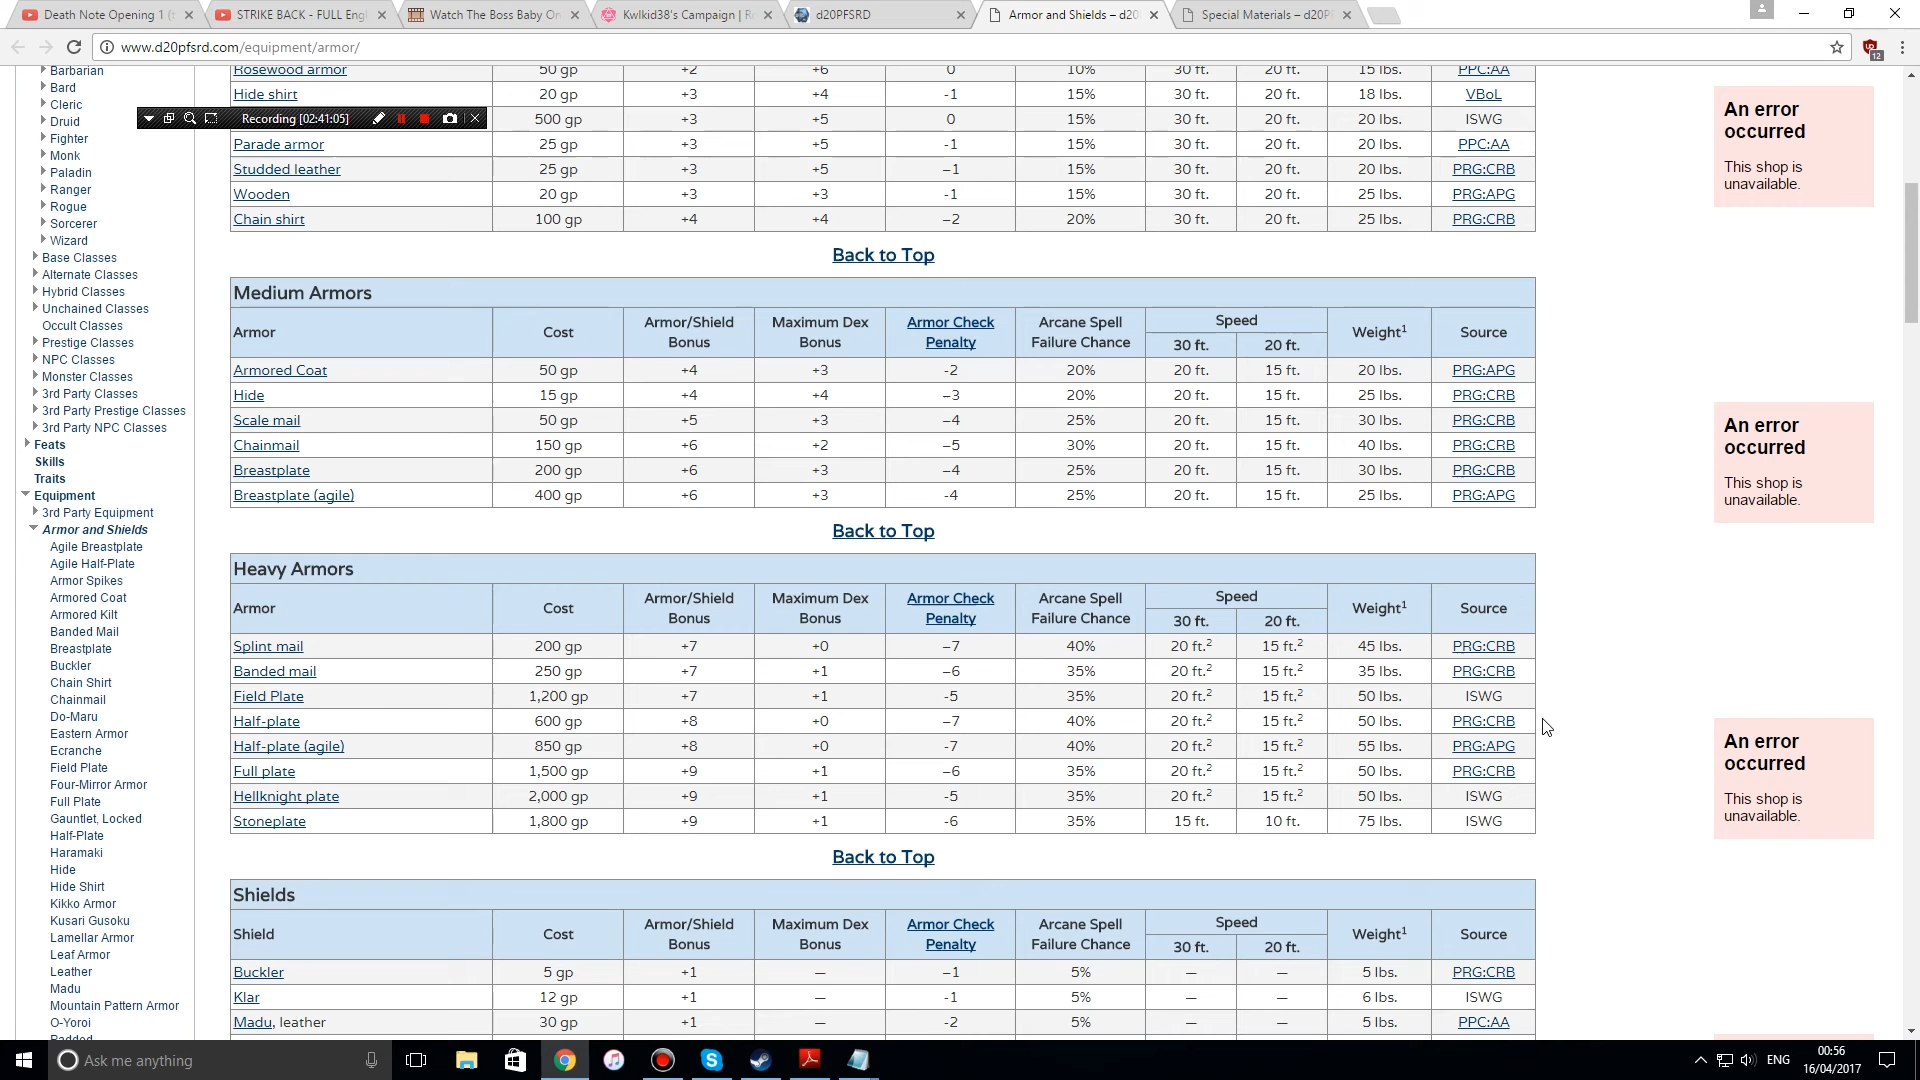 Death Note Opening 1 (
STRIKE BACK - FULL Engl
Watch The Boss Baby On
Kwlkid38's Campaign | R
d20PFSRD
Armor and Shields – d20
Special Materials – d20Pf
www.d20pfsrd.com/equipment/armor/
12
Barbarian
Bard
Cleric
Druid
Fighter
Monk
Paladin
Ranger
Rogue
Sorcerer
Wizard
Base Classes
Alternate Classes
Hybrid Classes
Unchained Classes
Occult Classes
Prestige Classes
NPC Classes
Monster Classes
3rd Party Classes
3rd Party Prestige Classes
3rd Party NPC Classes
Feats
Skills
Traits
Equipment
3rd Party Equipment
Armor and Shields
Agile Breastplate
Agile Half-Plate
Armor Spikes
Armored Coat
Armored Kilt
Banded Mail
Breastplate
Buckler
Chain Shirt
Chainmail
Do-Maru
Eastern Armor
Ecranche
Field Plate
Four-Mirror Armor
Full Plate
Gauntlet, Locked
Half-Plate
Haramaki
Hide
Hide Shirt
Kikko Armor
Kusari Gusoku
Lamellar Armor
Leaf Armor
Leather
Madu
Mountain Pattern Armor
O-Yoroi
Padded
Recording [02:41:05]
Rosewood armor 50 gp +2 +6 0 10% 30 ft. 20 ft. 15 lbs. PPC:AA
Hide shirt 20 gp +3 +4 -1 15% 30 ft. 20 ft. 18 lbs. VBoL
500 gp +3 +5 0 15% 30 ft. 20 ft. 20 lbs. ISWG
Parade armor 25 gp +3 +5 -1 15% 30 ft. 20 ft. 20 lbs. PPC:AA
Studded leather 25 gp +3 +5 –1 15% 30 ft. 20 ft. 20 lbs. PRG:CRB
Wooden 20 gp +3 +3 -1 15% 30 ft. 20 ft. 25 lbs. PRG:APG
Chain shirt 100 gp +4 +4 –2 20% 30 ft. 20 ft. 25 lbs. PRG:CRB
Back to Top
Medium Armors
Armor Cost Armor/Shield Bonus Maximum Dex Bonus Armor Check Penalty Arcane Spell Failure Chance Speed 30 ft. 20 ft. Weight1 Source
Armored Coat 50 gp +4 +3 -2 20% 20 ft. 15 ft. 20 lbs. PRG:APG
Hide 15 gp +4 +4 –3 20% 20 ft. 15 ft. 25 lbs. PRG:CRB
Scale mail 50 gp +5 +3 –4 25% 20 ft. 15 ft. 30 lbs. PRG:CRB
Chainmail 150 gp +6 +2 –5 30% 20 ft. 15 ft. 40 lbs. PRG:CRB
Breastplate 200 gp +6 +3 –4 25% 20 ft. 15 ft. 30 lbs. PRG:CRB
Breastplate (agile) 400 gp +6 +3 -4 25% 20 ft. 15 ft. 25 lbs. PRG:APG
Back to Top
Heavy Armors
Armor Cost Armor/Shield Bonus Maximum Dex Bonus Armor Check Penalty Arcane Spell Failure Chance Speed 30 ft. 20 ft. Weight1 Source
Splint mail 200 gp +7 +0 –7 40% 20 ft.2 15 ft.2 45 lbs. PRG:CRB
Banded mail 250 gp +7 +1 –6 35% 20 ft.2 15 ft.2 35 lbs. PRG:CRB
Field Plate 1,200 gp +7 +1 -5 35% 20 ft.2 15 ft.2 50 lbs. ISWG
Half-plate 600 gp +8 +0 –7 40% 20 ft.2 15 ft.2 50 lbs. PRG:CRB
Half-plate (agile) 850 gp +8 +0 -7 40% 20 ft.2 15 ft.2 55 lbs. PRG:APG
Full plate 1,500 gp +9 +1 –6 35% 20 ft.2 15 ft.2 50 lbs. PRG:CRB
Hellknight plate 2,000 gp +9 +1 -5 35% 20 ft.2 15 ft.2 50 lbs. ISWG
Stoneplate 1,800 gp +9 +1 -6 35% 15 ft. 10 ft. 75 lbs. ISWG
Back to Top
Shields
Shield Cost Armor/Shield Bonus Maximum Dex Bonus Armor Check Penalty Arcane Spell Failure Chance Speed 30 ft. 20 ft. Weight1 Source
Buckler 5 gp +1 — –1 5% — — 5 lbs. PRG:CRB
Klar 12 gp +1 — -1 5% — — 6 lbs. ISWG
Madu, leather 30 gp +1 — -2 5% — — 5 lbs. PPC:AA
An error
occurred
This shop is
unavailable.
An error
occurred
This shop is
unavailable.
An error
occurred
This shop is
unavailable.
Ask me anything
ENG
00:56
16/04/2017